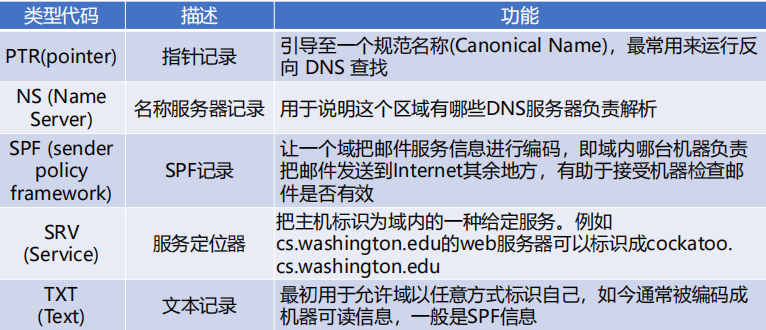 类型代码 描述 功能
PTR(pointer) 指针记录 引导至一个规范名称(Canonical Name)，最常用来运行反
向 DNS 查找
NS (Name
Server) 名称服务器记录 用于说明这个区域有哪些DNS服务器负责解析
SPF (sender
policy
framework) SPF记录 让一个域把邮件服务信息进行编码，即域内哪台机器负责
把邮件发送到Internet其余地方，有助于接受机器检查邮
件是否有效
SRV
(Service) 服务定位器 把主机标识为域内的一种给定服务。例如
cs.washington.edu的web服务器可以标识成cockatoo.
cs.washington.edu
TXT
(Text) 文本记录 最初用于允许域以任意方式标识自己，如今通常被编码成
机器可读信息，一般是SPF信息